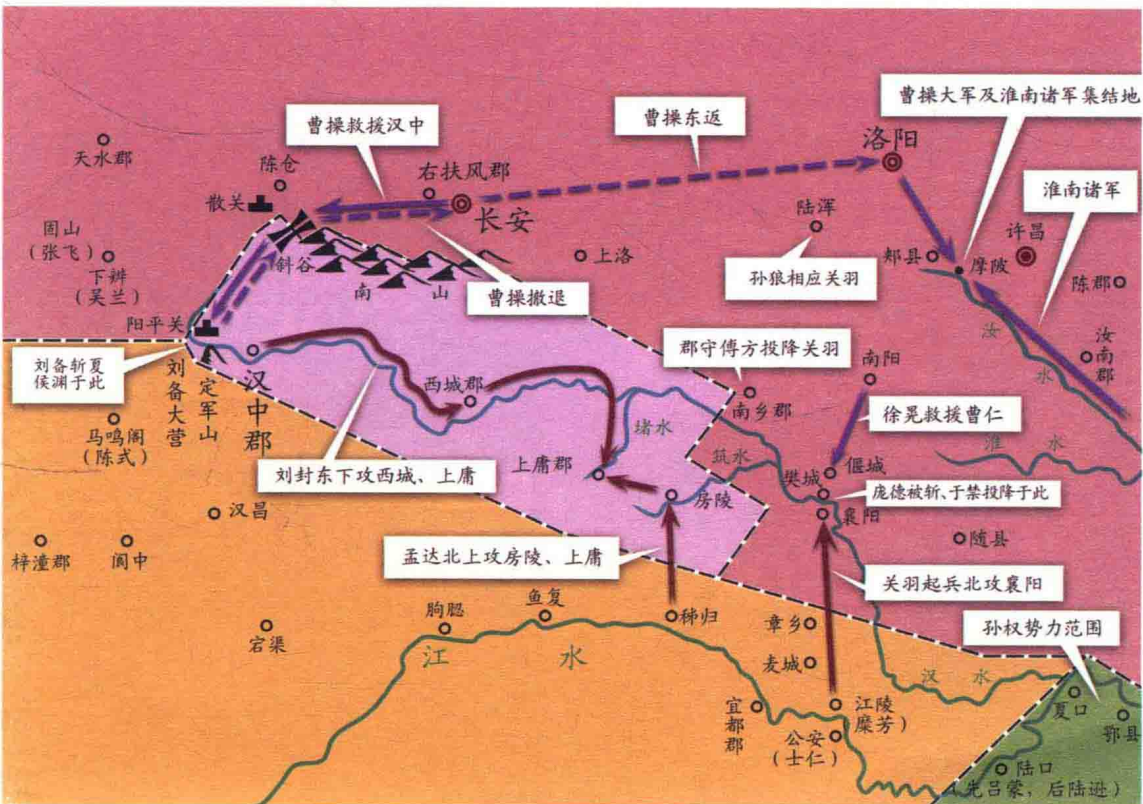 曹操救援汉中
曹操东返
曹操大军及淮南诸军集结地
洛阳
天水郡
陈仓
右扶风郡
散关
长安
淮南诸军
陆浑
许昌
固山
(张飞)
下辨
(吴兰)
斜谷
南山
上洛
郏县
摩陂
陈郡
孙狼相应关羽
曹操撤退
汝水
汝南郡
阳平关
刘备斩夏
侯渊于此
刘备大营
定军山
汉中郡
郡守傅方投降关羽
南阳
西城郡
南乡郡
徐晃救援曹仁
马鸣阁
(陈式)
堵水
淮水
刘封东下攻西城、上庸
上庸郡
筑水
樊城
偃城
房陵
庞德被斩、于禁投降于此
襄阳
汉昌
随县
梓潼郡
阆中
孟达北上攻房陵、上庸
关羽起兵北攻襄阳
朐䏰
鱼复
秭归
章乡
孙权势力范围
宕渠
江水
麦城
汉水
夏口
鄂县
宜都郡
江陵
(糜芳)
公安
(士仁)
陆口
(先吕蒙，后陆逊)